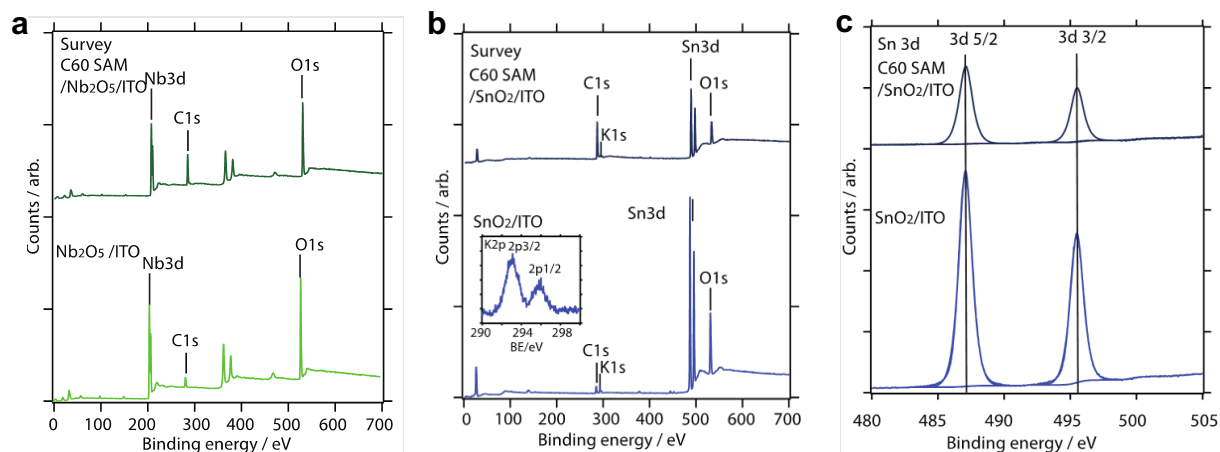 a
Survey
C60 SAM
/Nb2O5/ITO
Nb3d
C1s
O1s
Nb2O5 /ITO
Nb3d
C1s
O1s
Counts / arb.
0 100 200 300 400 500 600 700
Binding energy / eV
b
Survey
C60 SAM
/SnO2/ITO
C1s
K1s
Sn3d
O1s
SnO2/ITO
Sn3d
K2p 2p3/2
2p1/2
290 294 298
BE/eV
C1s
K1s
O1s
Counts / arb.
0 100 200 300 400 500 600 700
Binding energy / eV
c
Sn 3d
C60 SAM
/SnO2/ITO
3d 5/2
3d 3/2
SnO2/ITO
Counts / arb.
480 485 490 495 500 505
Binding energy / eV